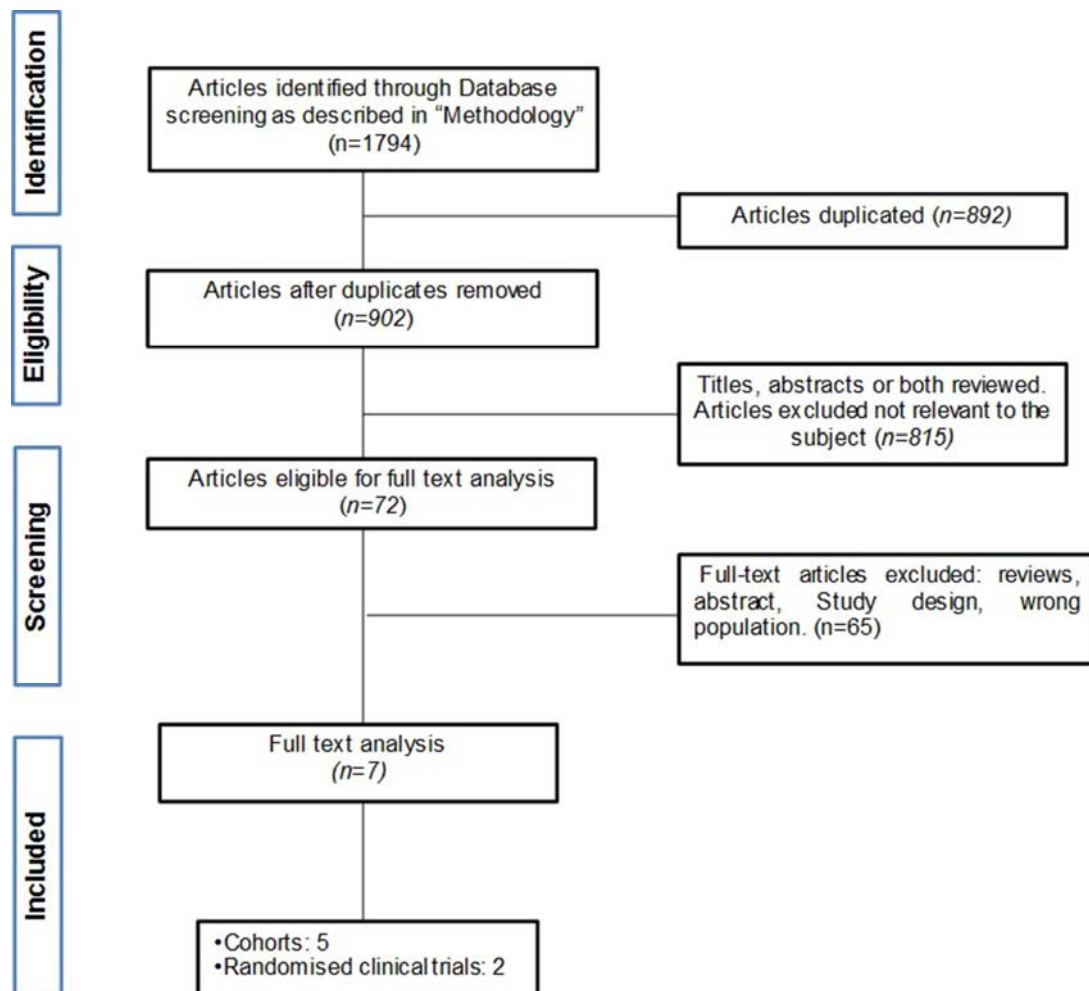 Identification
Articles identified through Database
screening as described in “Methodology”
(n=1794)
Articles duplicated (n=892)
Eligibility
Articles after duplicates removed
(n=902)
Titles, abstracts or both reviewed.
Articles excluded not relevant to the
subject (n=815)
Screening
Articles eligible for full text analysis
(n=72)
Full-text articles excluded: reviews,
abstract, Study design, wrong
population. (n=65)
Included
Full text analysis
(n=7)
•Cohorts: 5
•Randomised clinical trials: 2